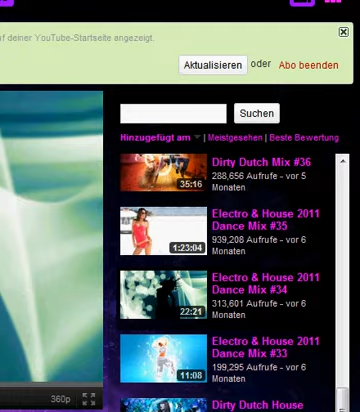 f deiner YouTube-Startseite angezeigt.
Aktualisieren oder Abo beenden
Suchen
Hinzugefügt am | Meistgesehen | Beste Bewertung
Dirty Dutch Mix #36
288,656 Aufrufe - vor 5
Monaten
35:16
Electro & House 2011
Dance Mix #35
939,208 Aufrufe - vor 6
Monaten
1:23:04
Electro & House 2011
Dance Mix #34
313,601 Aufrufe - vor 6
Monaten
22:21
Electro & House 2011
Dance Mix #33
199,295 Aufrufe - vor 6
Monaten
11:08
360p
Dirty Dutch House